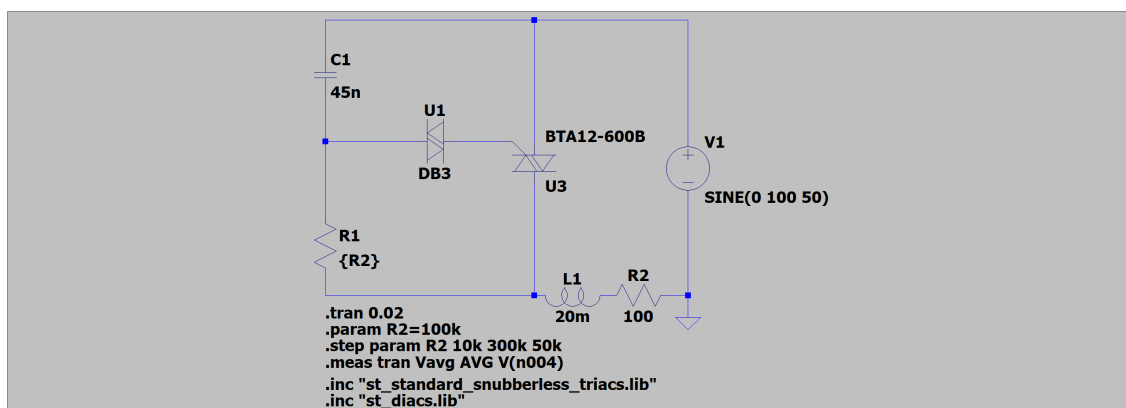 C1
45n
U1
DB3
BTA12-600B
U3
V1
SINE(0 100 50)
R1
{R2}
L1
20m
R2
100
.tran 0.02
.param R2=100k
.step param R2 10k 300k 50k
.meas tran Vavg AVG V(n004)
.inc "st_standard_snubberless_triacs.lib"
.inc "st_diacs.lib"